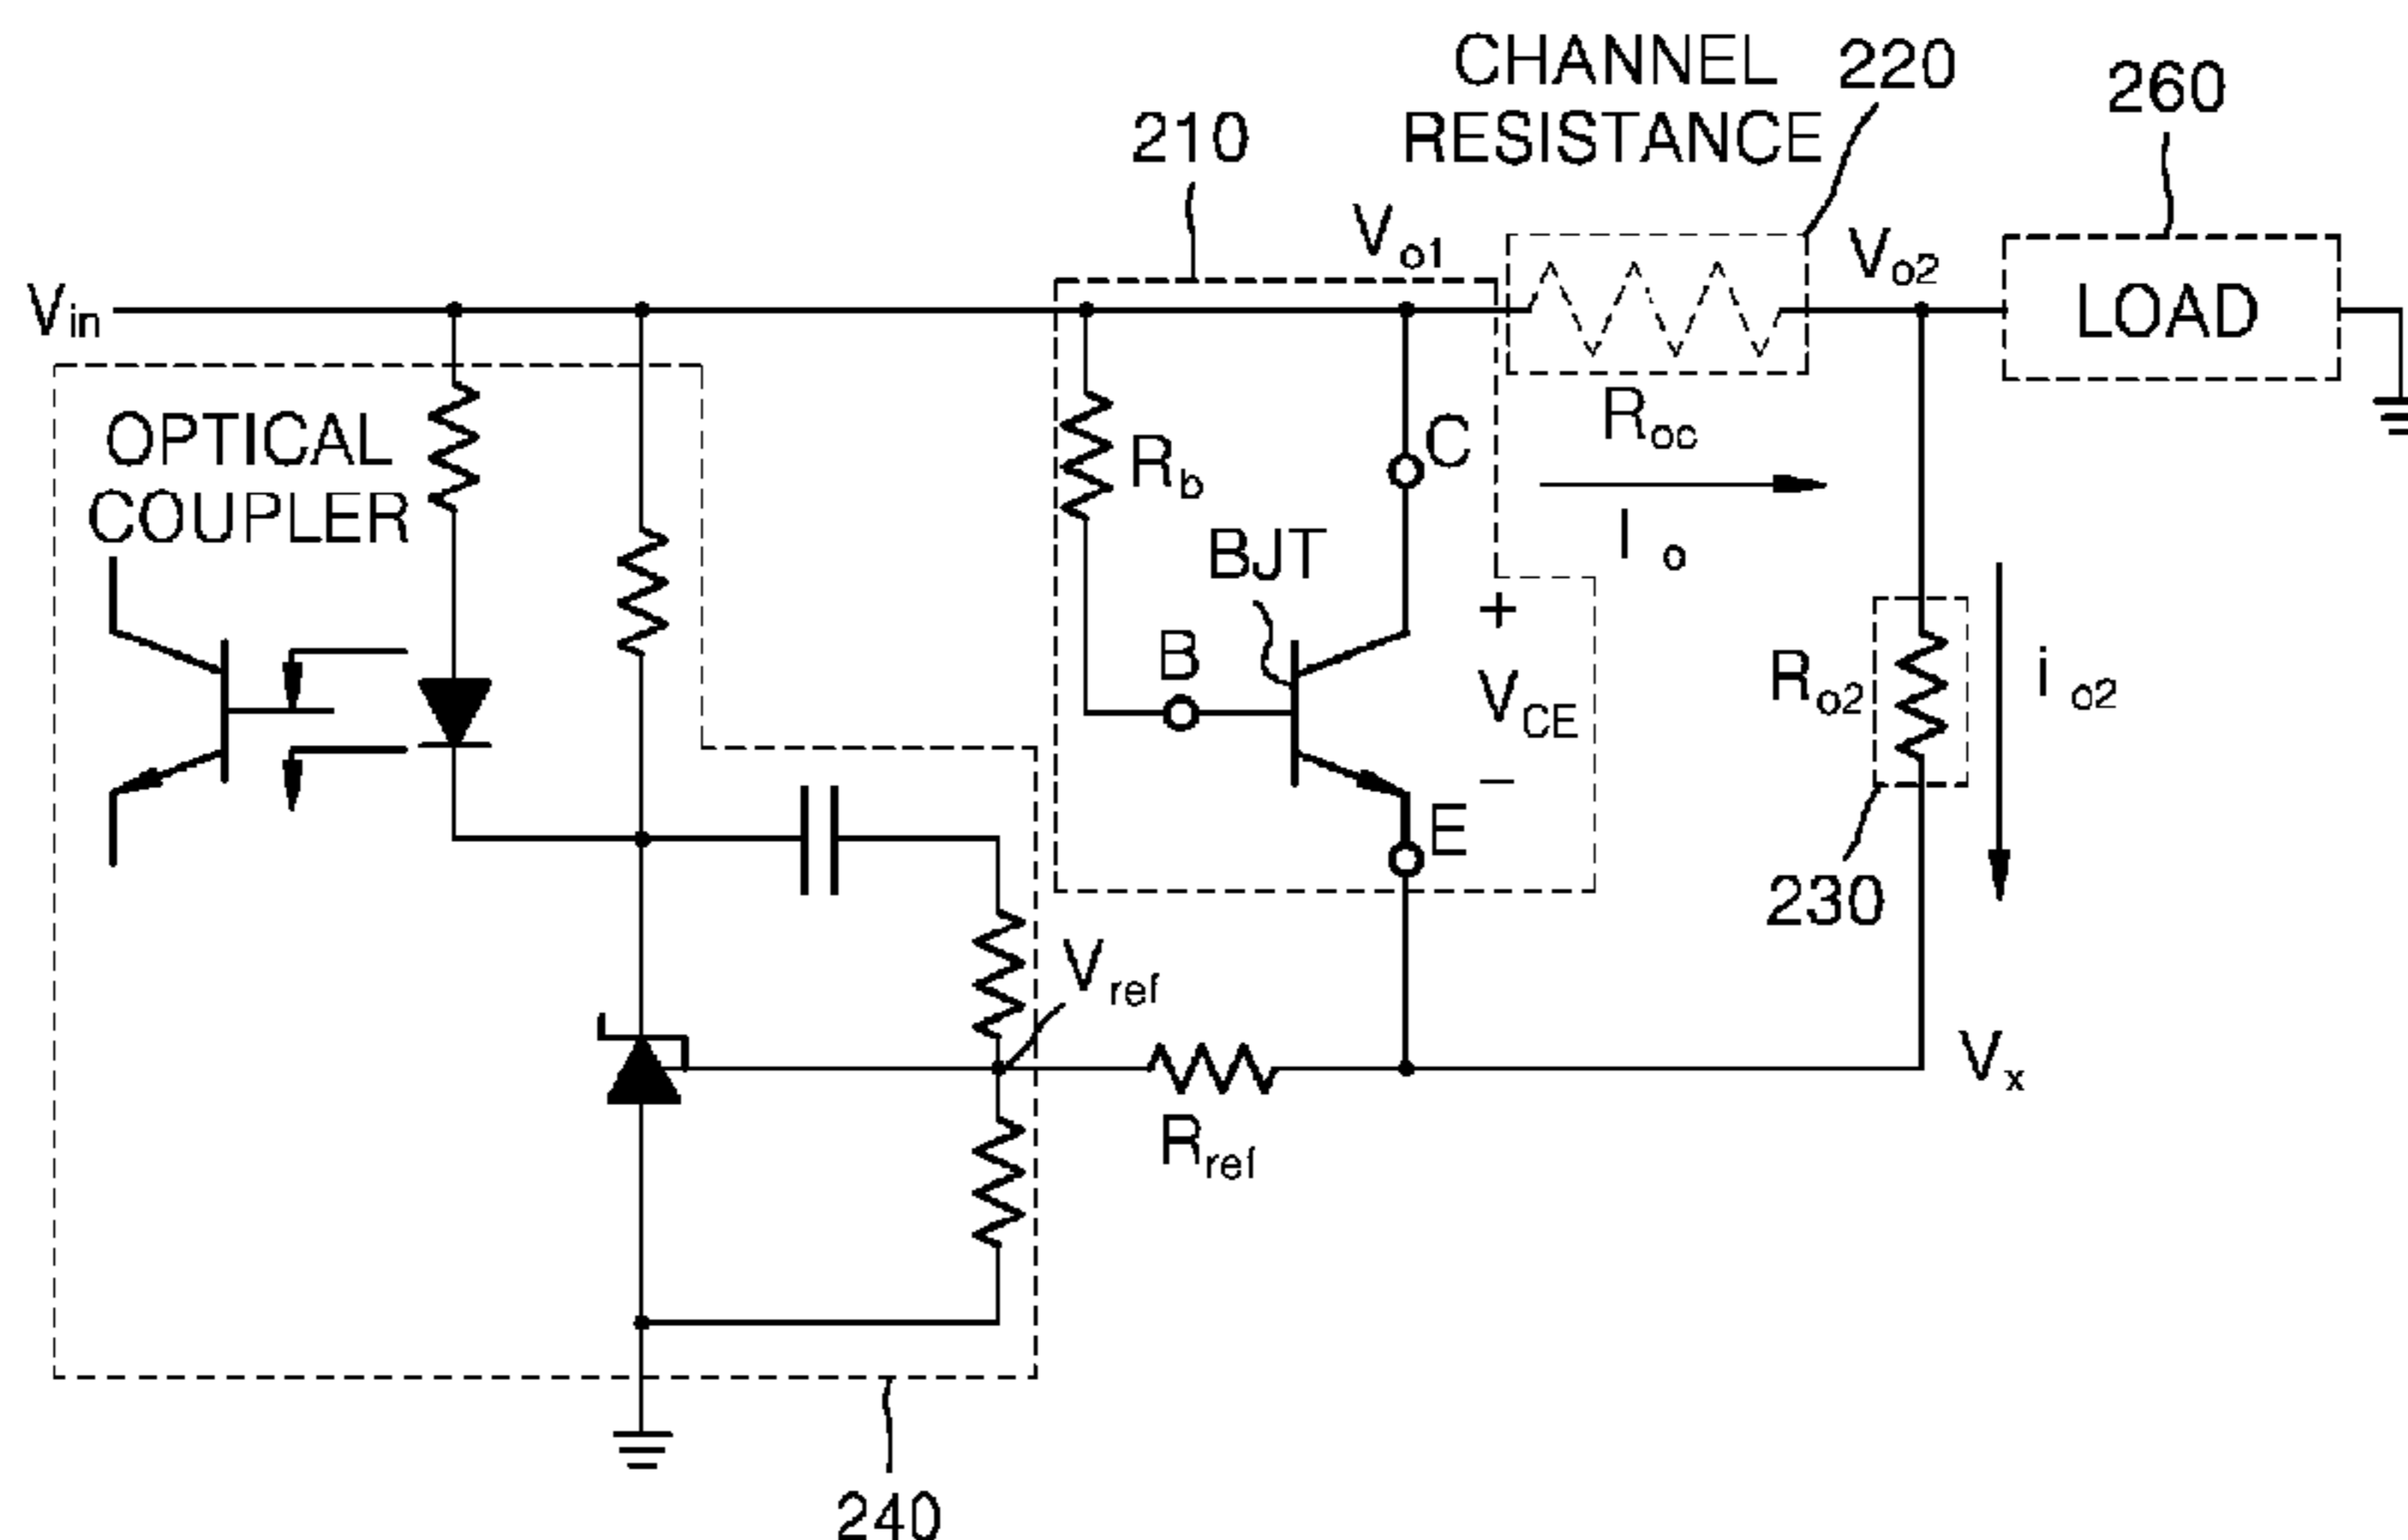 CHANNEL
RESISTANCE
220
260
210
Vo1
Vo2
Vin
LOAD
OPTICAL
COUPLER
Rb
C
Roc
Io
BJT
+
B
VCE
Ro2
io2
−
E
230
Vref
Vx
Rref
240